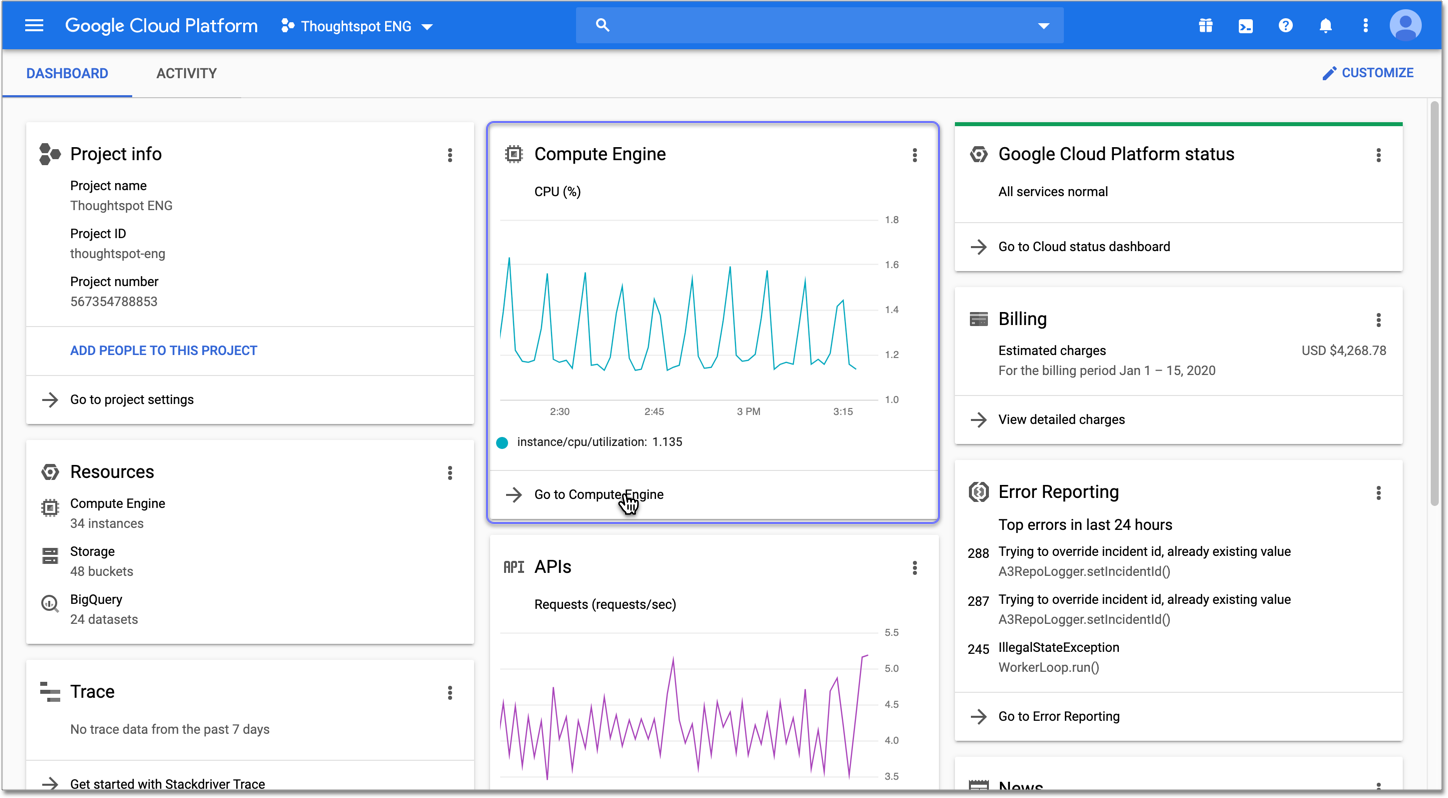 Google Cloud Platform
Thoughtspot ENG
DASHBOARD
ACTIVITY
CUSTOMIZE
Project info
Project name
Thoughtspot ENG
Project ID
thoughtspot-eng
Project number
567354788853
ADD PEOPLE TO THIS PROJECT
Go to project settings
Resources
Compute Engine
34 instances
Storage
48 buckets
BigQuery
24 datasets
Trace
No trace data from the past 7 days
Get started with Stackdriver Trace
Compute Engine
CPU (%)
1.8
1.6
1.4
1.2
1.0
2:30 2:45 3 PM 3:15
instance/cpu/utilization: 1.135
Go to Compute Engine
API APIs
Requests (requests/sec)
5.5
5.0
4.5
4.0
3.5
Google Cloud Platform status
All services normal
Go to Cloud status dashboard
Billing
Estimated charges USD $4,268.78
For the billing period Jan 1 – 15, 2020
View detailed charges
Error Reporting
Top errors in last 24 hours
288 Trying to override incident id, already existing value
A3RepoLogger.setIncidentId()
287 Trying to override incident id, already existing value
A3RepoLogger.setIncidentId()
245 IllegalStateException
WorkerLoop.run()
Go to Error Reporting
News